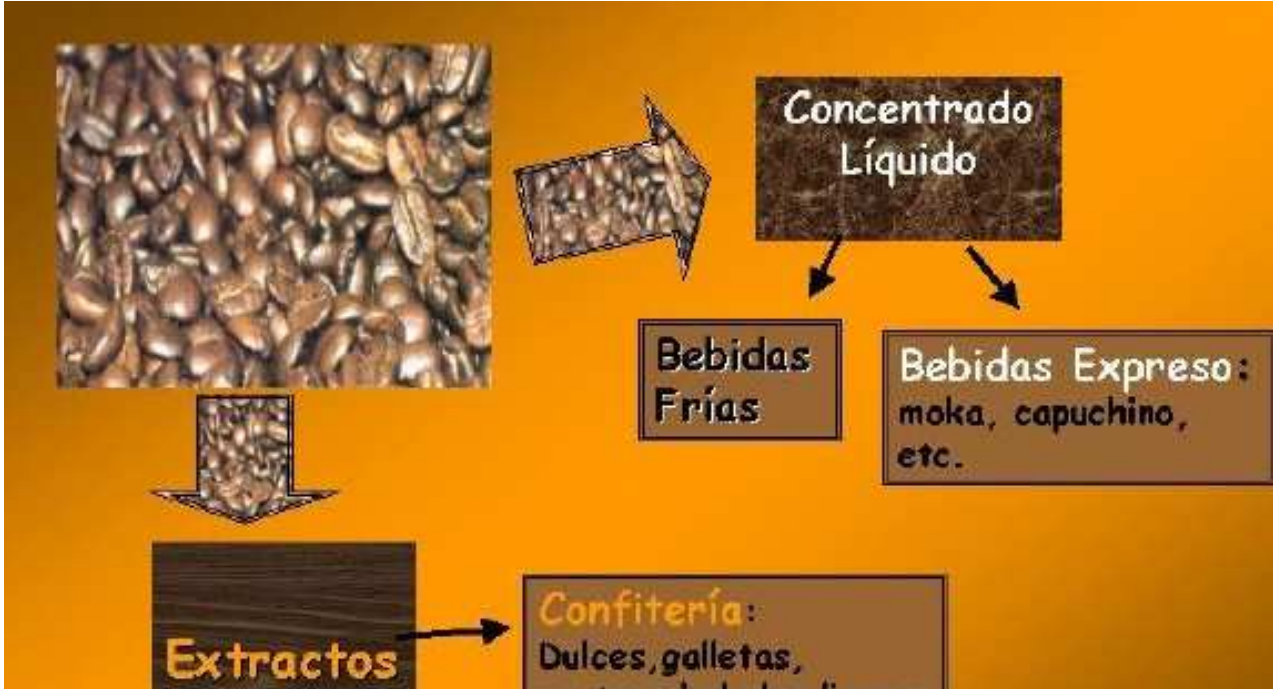 Concentrado
Líquido
Bebidas
Frías
Bebidas Expreso:
moka, capuchino,
etc.
Extractos
Confitería:
Dulces,galletas,